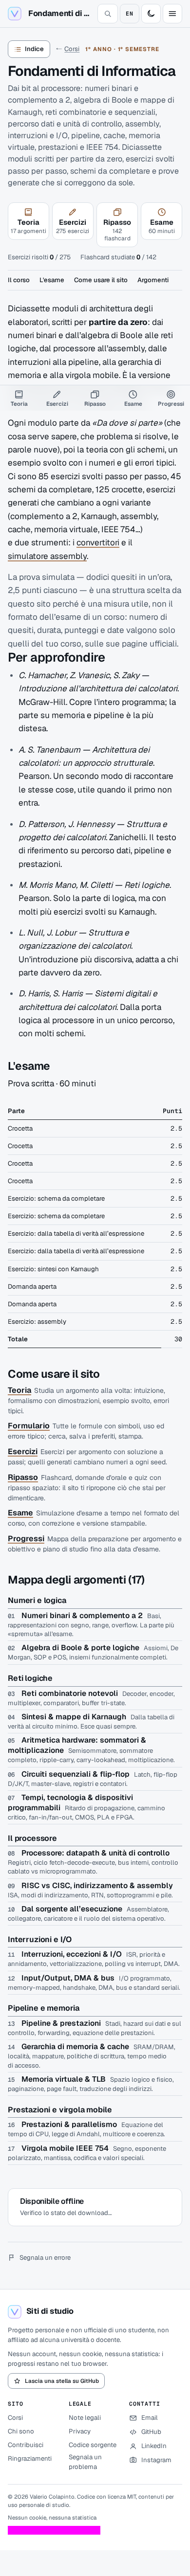 Fondamenti di ...
EN
Indice
← Corsi
1° ANNO · 1° SEMESTRE
Fondamenti di Informatica
Dai numeri binari al
complemento a 2, algebra di Boole e mappe di
Karnaugh, reti combinatorie e sequenziali,
percorso dati e unità di controllo, assembly,
interruzioni e I/O, pipeline, cache, memoria
virtuale, prestazioni e IEEE 754. Diciassette
moduli scritti per partire da zero, esercizi svolti
passo per passo, schemi da completare e prove
generate che si correggono da sole.
Teoria
17 argomenti
Esercizi
275 esercizi
Ripasso
142
flashcard
Esame
60 minuti
Esercizi risolti 0 / 275
Flashcard studiate 0 / 142
Il corso
L'esame
Come usare il sito
Argomenti
Diciassette moduli di architettura degli
elaboratori, scritti per partire da zero: dai
numeri binari e dall'algebra di Boole alle reti
logiche, dal processore all'assembly, dalle
interruzioni alla pipeline, alla gerarchia di
memoria e alla virgola mobile. È la versione
Teoria
Esercizi
Ripasso
Esame
Progressi
Ogni modulo parte da «Da dove si parte» (che
cosa serve sapere, che problema si risolve, le
parole nuove), poi la teoria con gli schemi, un
esempio svolto con i numeri e gli errori tipici.
Ci sono 85 esercizi svolti passo per passo, 45
schemi da completare, 125 crocette, esercizi
generati che cambiano a ogni variante
(complemento a 2, Karnaugh, assembly,
cache, memoria virtuale, IEEE 754...)
e due strumenti: i convertitori e il
simulatore assembly.
La prova simulata — dodici quesiti in un'ora,
2,5 punti ciascuno — è una struttura scelta da
questo sito perché è una misura utile, non il
formato dell'esame di un corso: numero di
quesiti, durata, punteggi e date valgono solo
quelli del tuo corso, sulle sue pagine ufficiali.
Per approfondire
• C. Hamacher, Z. Vranesic, S. Zaky —
Introduzione all'architettura dei calcolatori.
McGraw-Hill. Copre l'intero programma; la
parte su memoria e pipeline è la più
distesa.
• A. S. Tanenbaum — Architettura dei
calcolatori: un approccio strutturale.
Pearson. Un secondo modo di raccontare
le stesse cose, utile quando il primo non
entra.
• D. Patterson, J. Hennessy — Struttura e
progetto dei calcolatori. Zanichelli. Il testo
di riferimento su percorso dati, pipeline e
prestazioni.
• M. Morris Mano, M. Ciletti — Reti logiche.
Pearson. Solo la parte di logica, ma con
molti più esercizi svolti su Karnaugh.
• L. Null, J. Lobur — Struttura e
organizzazione dei calcolatori.
Un'introduzione più discorsiva, adatta a chi
parte davvero da zero.
• D. Harris, S. Harris — Sistemi digitali e
architettura dei calcolatori. Dalla porta
logica al processore in un unico percorso,
con molti schemi.
L'esame
Prova scritta · 60 minuti
Parte Punti
Crocetta 2.5
Crocetta 2.5
Crocetta 2.5
Crocetta 2.5
Esercizio: schema da completare 2.5
Esercizio: schema da completare 2.5
Esercizio: dalla tabella di verità all'espressione 2.5
Esercizio: dalla tabella di verità all'espressione 2.5
Esercizio: sintesi con Karnaugh 2.5
Domanda aperta 2.5
Domanda aperta 2.5
Esercizio: assembly 2.5
Totale 30
Come usare il sito
Teoria Studia un argomento alla volta: intuizione,
formalismo con dimostrazioni, esempio svolto, errori
tipici.
Formulario Tutte le formule con simboli, uso ed
errore tipico; cerca, salva i preferiti, stampa.
Esercizi Esercizi per argomento con soluzione a
passi; quelli generati cambiano numeri a ogni seed.
Ripasso Flashcard, domande d'orale e quiz con
ripasso spaziato: il sito ti ripropone ciò che stai per
dimenticare.
Esame Simulazione d'esame a tempo nel formato del
corso, con correzione e versione stampabile.
Progressi Mappa della preparazione per argomento e
obiettivo e piano di studio fino alla data d'esame.
Mappa degli argomenti (17)
Numeri e logica
01 Numeri binari & complemento a 2 Basi,
rappresentazioni con segno, range, overflow. La parte più
«spremuta» all'esame.
02 Algebra di Boole & porte logiche Assiomi, De
Morgan, SOP e POS, insiemi funzionalmente completi.
Reti logiche
03 Reti combinatorie notevoli Decoder, encoder,
multiplexer, comparatori, buffer tri-state.
04 Sintesi & mappe di Karnaugh Dalla tabella di
verità al circuito minimo. Esce quasi sempre.
05 Aritmetica hardware: sommatori &
moltiplicazione Semisommatore, sommatore
completo, ripple-carry, carry-lookahead, moltiplicazione.
06 Circuiti sequenziali & flip-flop Latch, flip-flop
D/JK/T, master-slave, registri e contatori.
07 Tempi, tecnologia & dispositivi
programmabili Ritardo di propagazione, cammino
critico, fan-in/fan-out, CMOS, PLA e FPGA.
Il processore
08 Processore: datapath & unità di controllo
Registri, ciclo fetch-decode-execute, bus interni, controllo
cablato vs microprogrammato.
09 RISC vs CISC, indirizzamento & assembly
ISA, modi di indirizzamento, RTN, sottoprogrammi e pile.
10 Dal sorgente all'esecuzione Assemblatore,
collegatore, caricatore e il ruolo del sistema operativo.
Interruzioni e I/O
11 Interruzioni, eccezioni & I/O ISR, priorità e
annidamento, vettorializzazione, polling vs interrupt, DMA.
12 Input/Output, DMA & bus I/O programmato,
memory-mapped, handshake, DMA, bus e standard seriali.
Pipeline e memoria
13 Pipeline & prestazioni Stadi, hazard sui dati e sul
controllo, forwarding, equazione delle prestazioni.
14 Gerarchia di memoria & cache SRAM/DRAM,
località, mappature, politiche di scrittura, tempo medio
di accesso.
15 Memoria virtuale & TLB Spazio logico e fisico,
paginazione, page fault, traduzione degli indirizzi.
Prestazioni e virgola mobile
16 Prestazioni & parallelismo Equazione del
tempo di CPU, legge di Amdahl, multicore e coerenza.
17 Virgola mobile IEEE 754 Segno, esponente
polarizzato, mantissa, codifica e valori speciali.
Disponibile offline
Verifico lo stato del download...
Segnala un errore
Siti di studio
Progetto personale e non ufficiale di uno studente, non
affiliato ad alcuna università o docente.
Nessun account, nessun cookie, nessuna statistica: i
progressi restano nel tuo browser.
Lascia una stella su GitHub
SITO
Corsi
Chi sono
Contribuisci
Ringraziamenti
LEGALE
Note legali
Privacy
Codice sorgente
Segnala un
problema
CONTATTI
Email
GitHub
LinkedIn
Instagram
© 2026 Valerio Colapinto. Codice con licenza MIT, contenuti per
uso personale di studio.
Nessun cookie, nessuna statistica